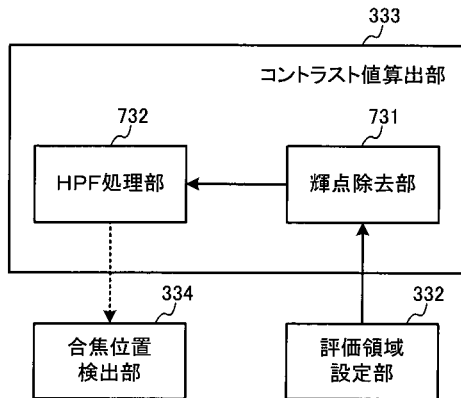 333
コントラスト値算出部
732
731
HPF処理部
輝点除去部
334
332
合焦位置
検出部
評価領域
設定部